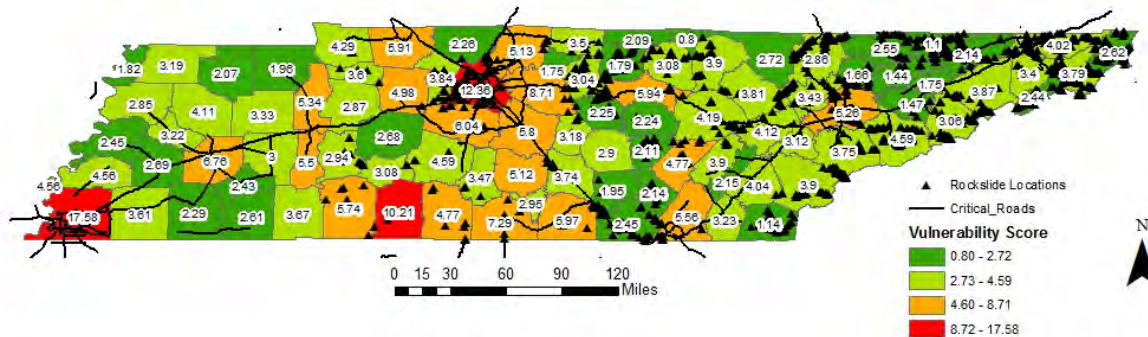 4.29 5.91 2.26 5.13 3.5 2.09 0.8
1.82 3.19 2.07 1.96 3.6 3.84 1.75 3.04 1.79 3.08 3.9 2.72 2.86 2.55 1.1 2.14 4.02 2.62
2.85 4.11 3.33 5.34 2.87 4.98 12.36 8.71 2.25 5.94 3.81 3.43 1.66 1.44 1.47 1.75 3.87 3.4 3.79 2.44
2.45 3.22 2.68 6.04 5.8 3.18 2.24 4.19 4.12 3.12 5.26 3.75 4.59 3.06
4.56 4.56 2.69 6.76 3 5.5 2.94 3.08 4.59 3.47 5.12 3.74 2.9 2.11 4.77 3.9 2.15 4.04 3.9
17.58 3.61 2.29 2.43 2.61 3.67 5.74 10.21 4.77 7.29 2.95 5.97 1.95 2.14 2.45 5.56 3.23 1.14
Rockslide Locations
Critical_Roads
Vulnerability Score
0.80 - 2.72
2.73 - 4.59
4.60 - 8.71
8.72 - 17.58
N
0 15 30 60 90 120
Miles